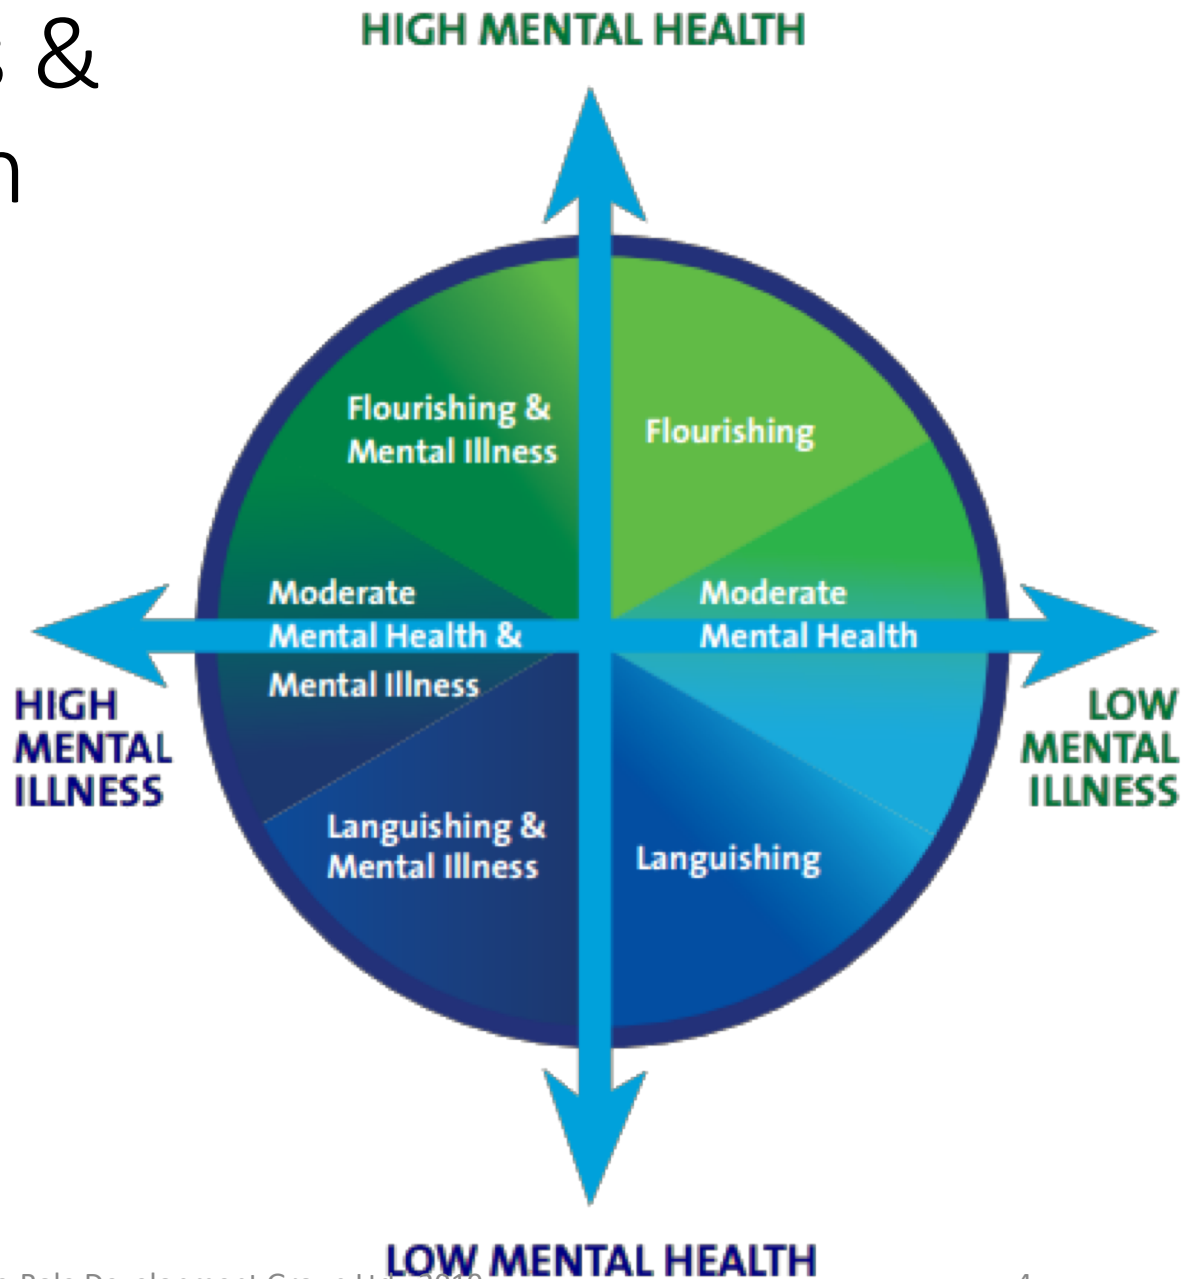 &
HIGH MENTAL HEALTH
Flourishing &
Mental Illness
Flourishing
Moderate
Mental Health &
Mental Illness
Moderate
Mental Health
HIGH
MENTAL
ILLNESS
LOW
MENTAL
ILLNESS
Languishing &
Mental Illness
Languishing
LOW MENTAL HEALTH